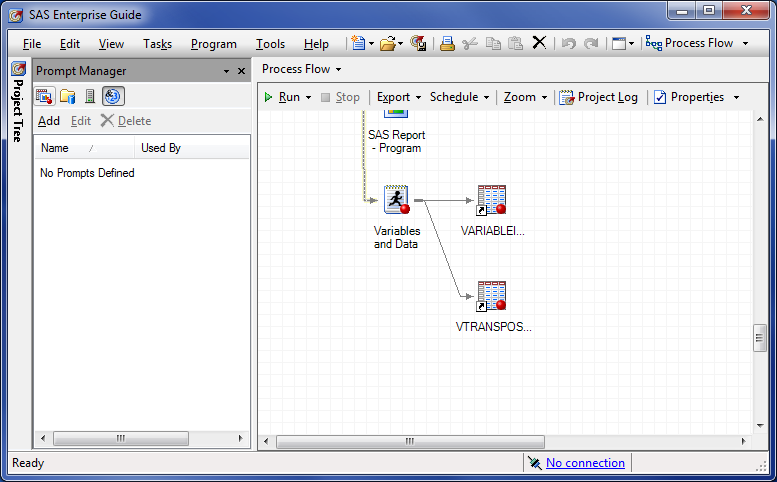 SAS Enterprise Guide
File Edit View Tasks Program Tools Help Process Flow
Project Tree
Prompt Manager
Process Flow
Run Stop Export Schedule Zoom Project Log Properties
Add Edit Delete
Name Used By
No Prompts Defined
SAS Report
- Program
Variables
and Data
VARIABLEI...
VTRANSPOS...
Ready
No connection